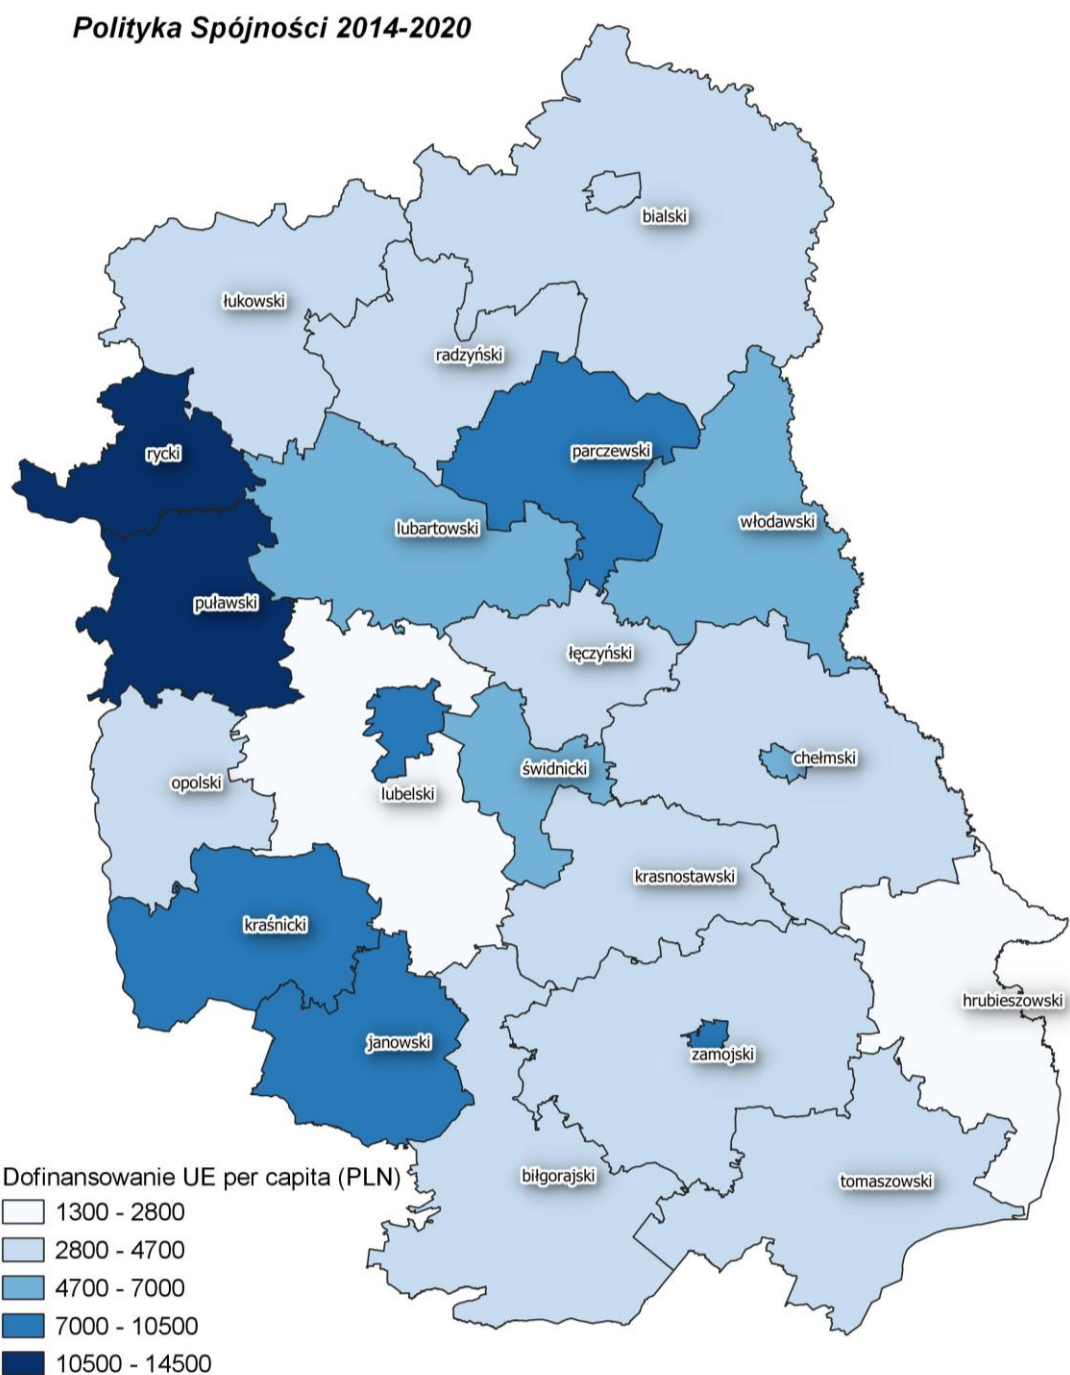 Polityka Spójności 2014-2020
bialski
łukowski
radzyński
rycki
parczewski
lubartowski
włodawski
puławski
łęczyński
opolski
lubelski
świdnicki
chełmski
krasnostawski
kraśnicki
hrubieszowski
janowski
zamojski
biłgorajski
tomaszowski
Dofinansowanie UE per capita (PLN)
1300 - 2800
2800 - 4700
4700 - 7000
7000 - 10500
10500 - 14500